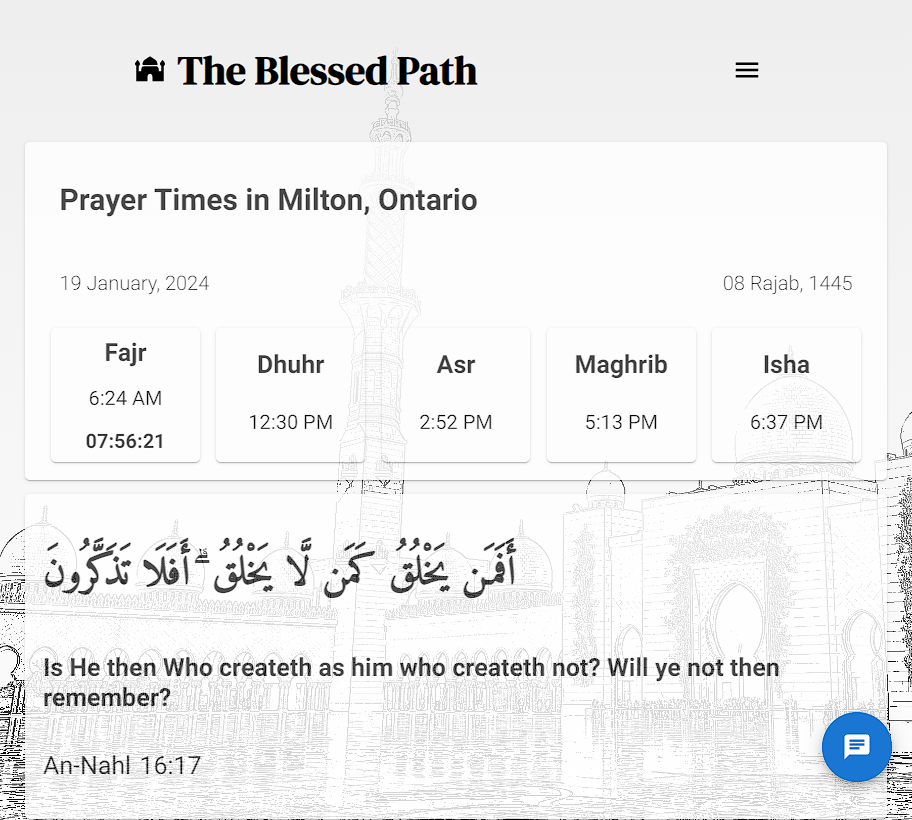 The Blessed Path
Prayer Times in Milton, Ontario
19 January, 2024
08 Rajab, 1445
Fajr
6:24 AM
07:56:21
Dhuhr
12:30 PM
Asr
2:52 PM
Maghrib
5:13 PM
Isha
6:37 PM
أَفَمَن يَخْلُقُ كَمَن لَّا يَخْلُقُ ۗ أَفَلَا تَذَكَّرُونَ
Is He then Who createth as him who createth not? Will ye not then
remember?
An-Nahl 16:17